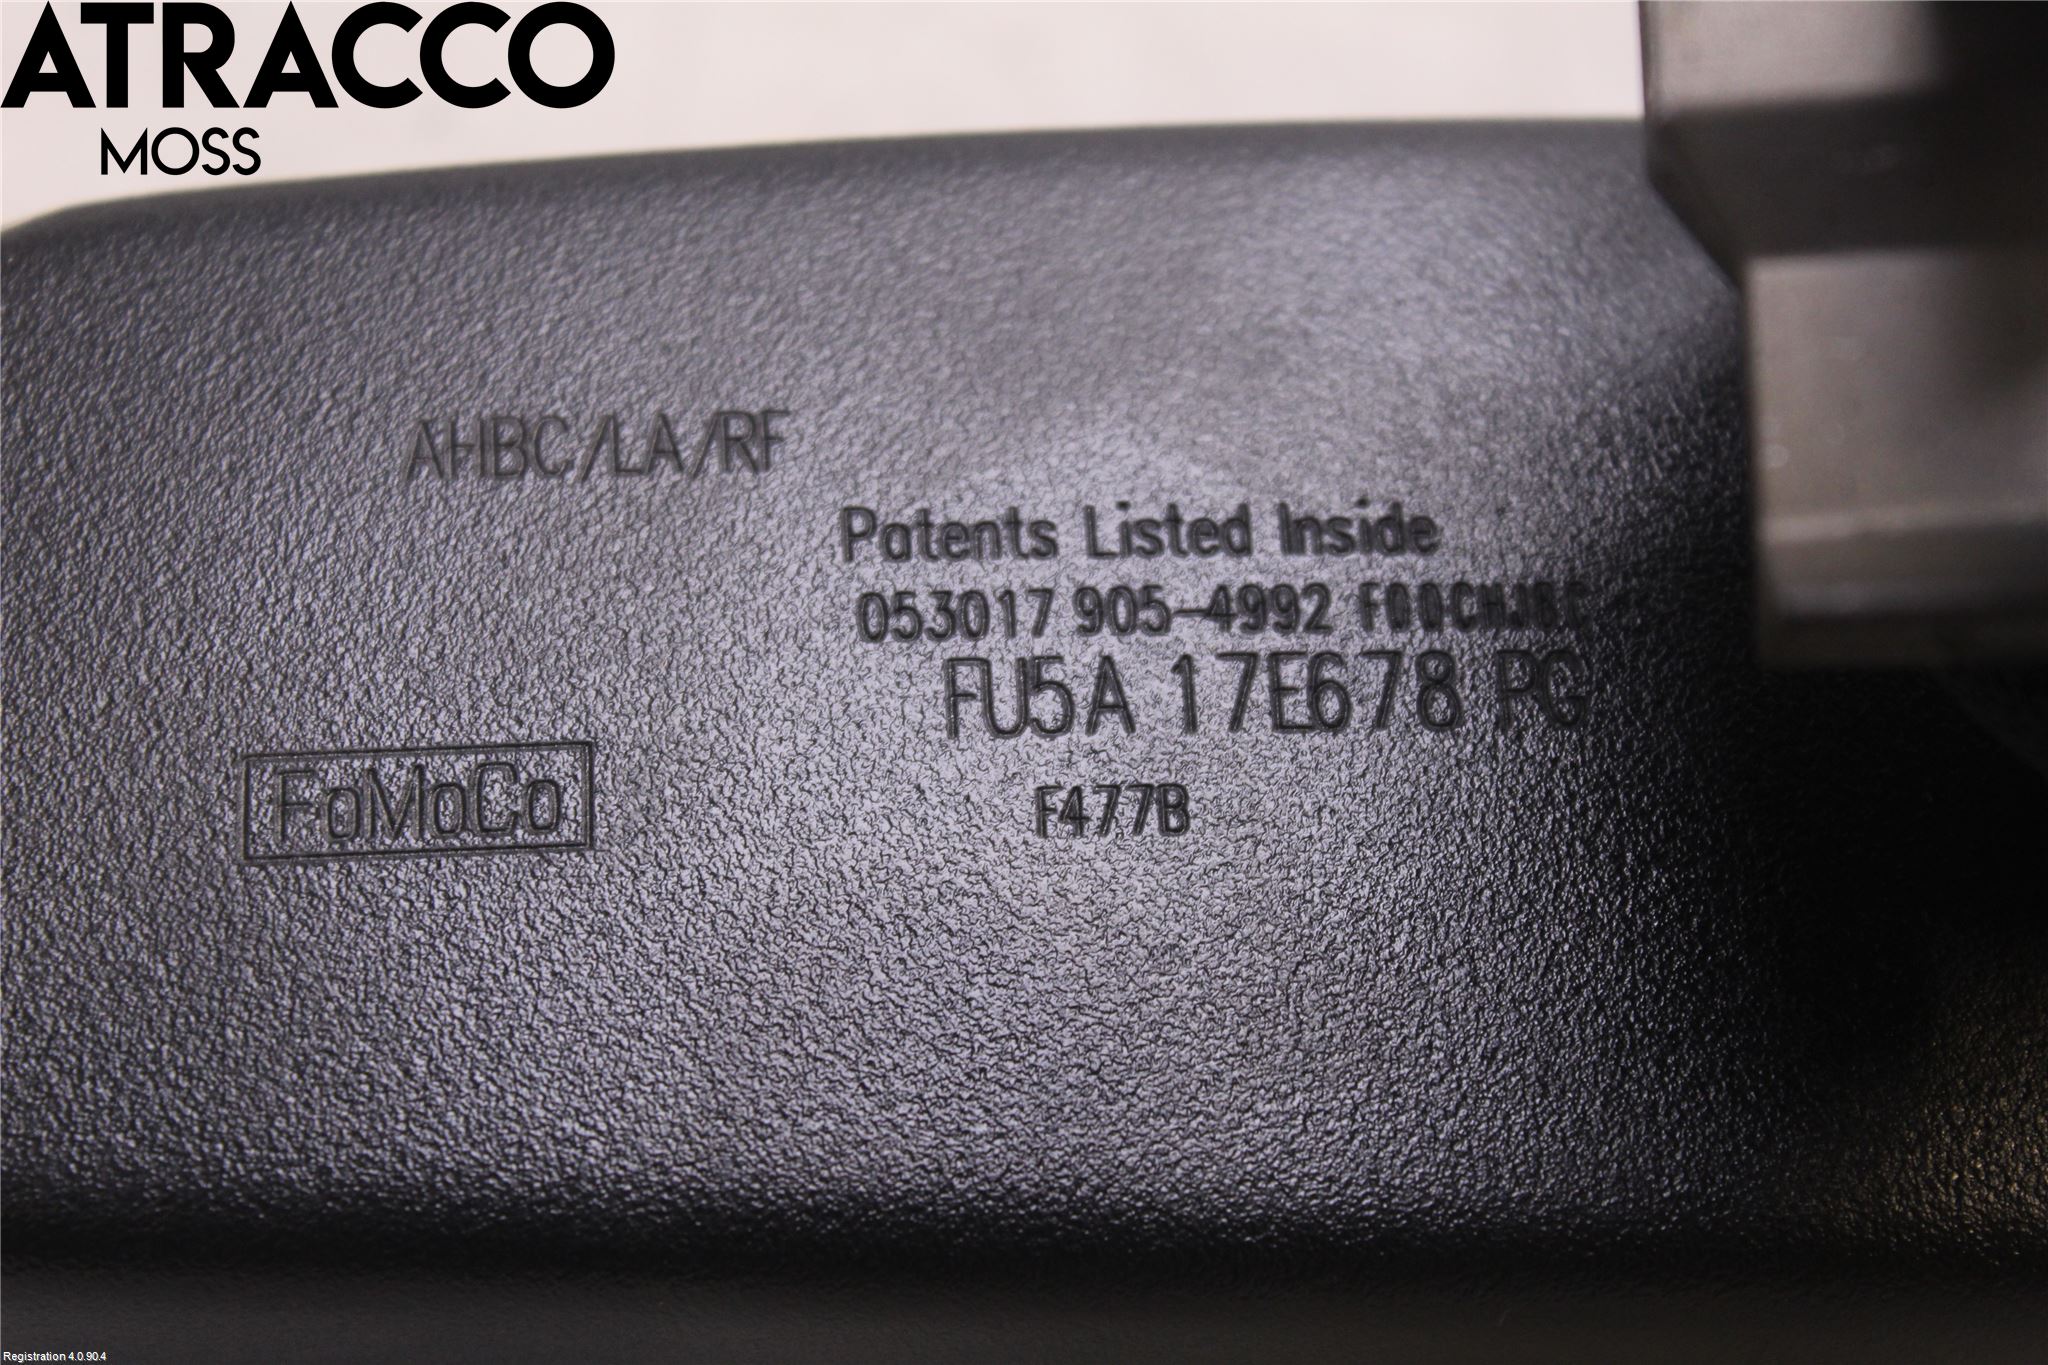 ATRACCO
MOSS
AHBC/LA/RF
Patents Listed Inside
053017 905-4992
FU5A 17E678 PG
FoMoCo
F477B
Registration 4.0.90.4